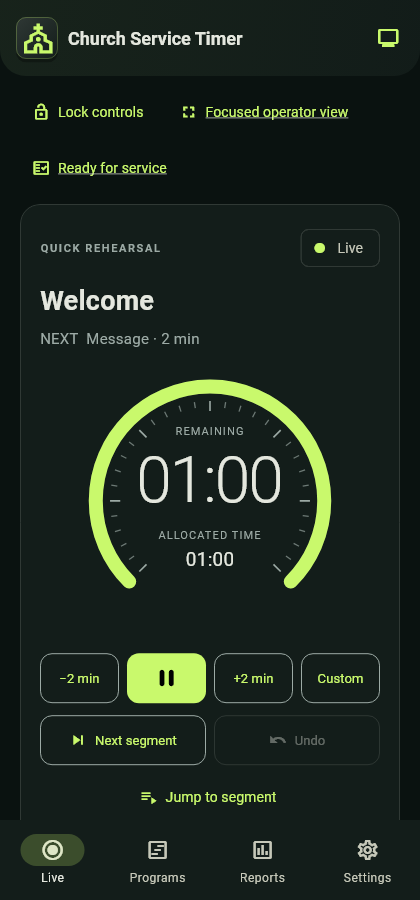 Church Service Timer
Lock controls
Focused operator view
Ready for service
QUICK REHEARSAL
Live
Welcome
NEXT Message · 2 min
REMAINING
01:00
ALLOCATED TIME
01:00
−2 min
+2 min
Custom
Next segment
Undo
Jump to segment
Live
Programs
Reports
Settings